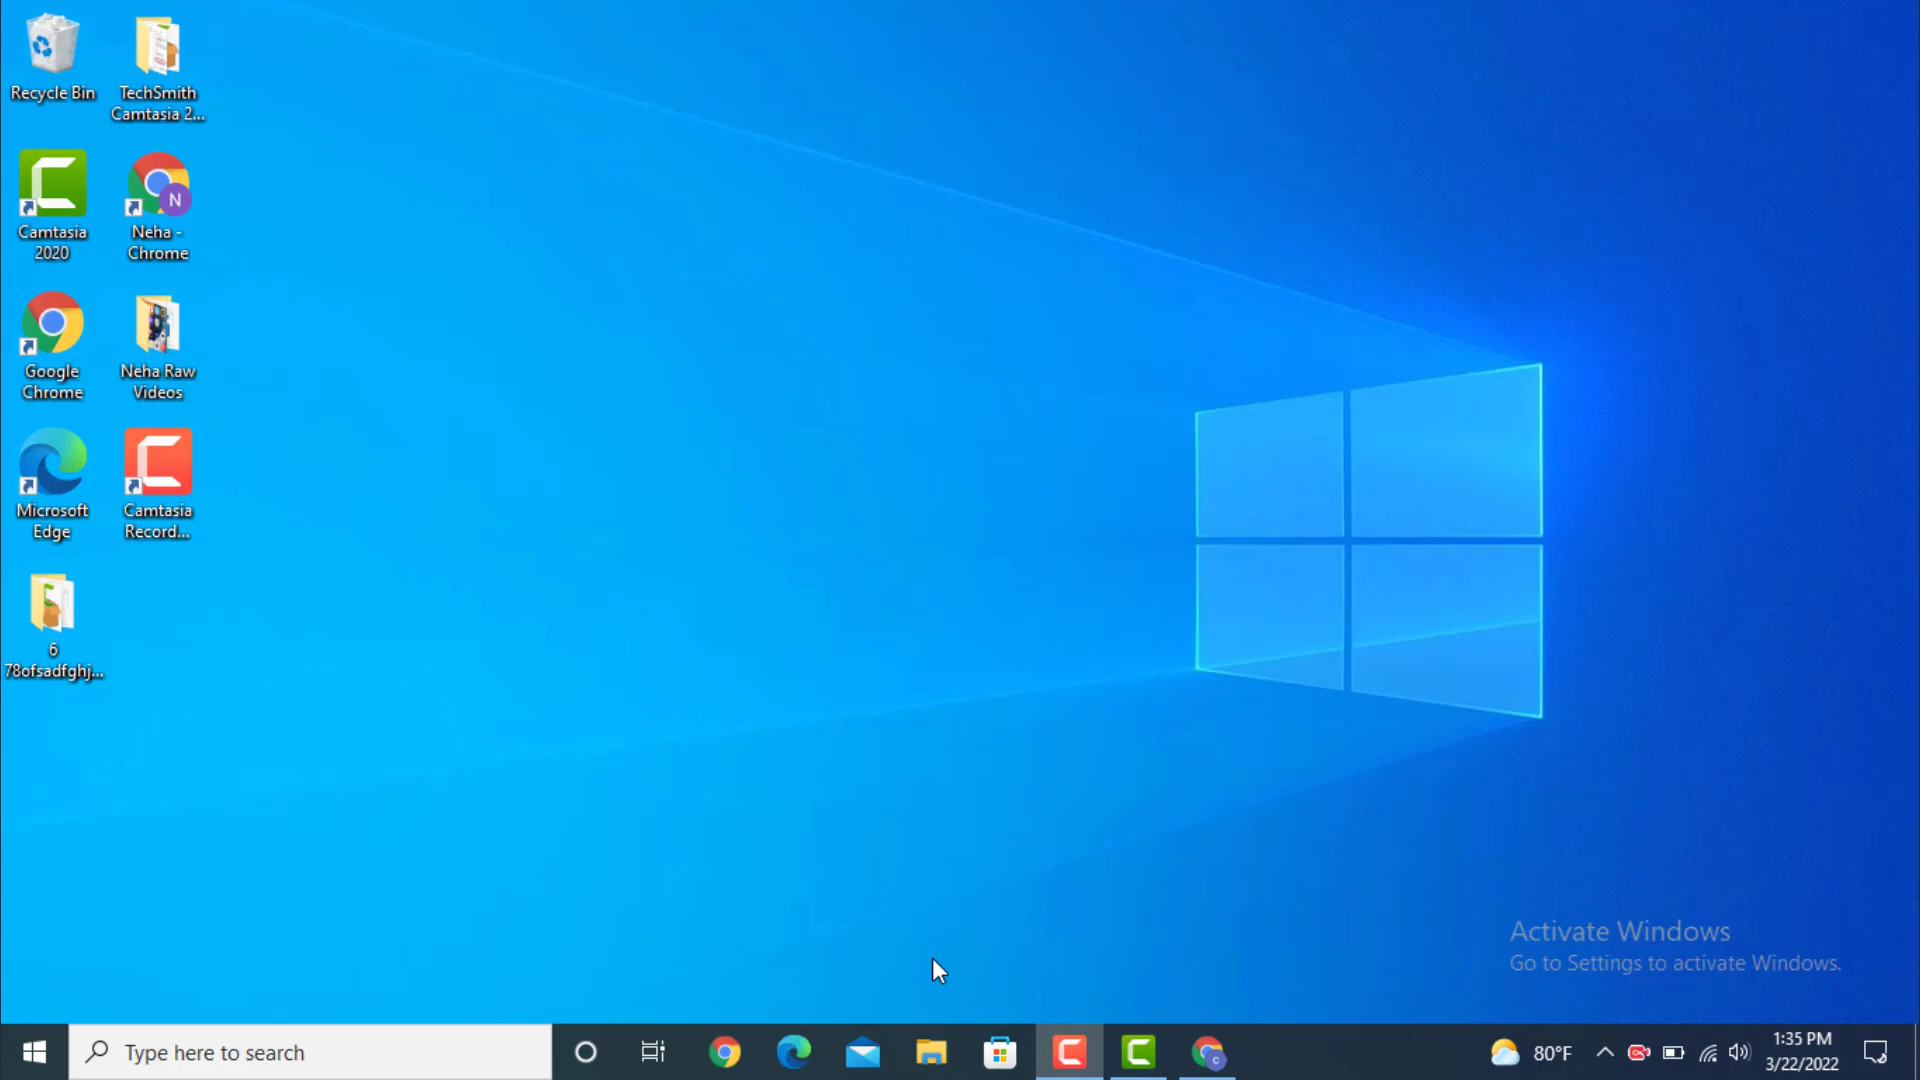 Recycle Bin
TechSmith
Camtasia 2...
Camtasia
2020
N
Neha -
Chrome
Google
Chrome
Neha Raw
Videos
Microsoft
Edge
Camtasia
Record...
6
78ofsadfghj...
Activate Windows
Go to Settings to activate Windows.
Type here to search
C
80°F
1:35 PM
3/22/2022